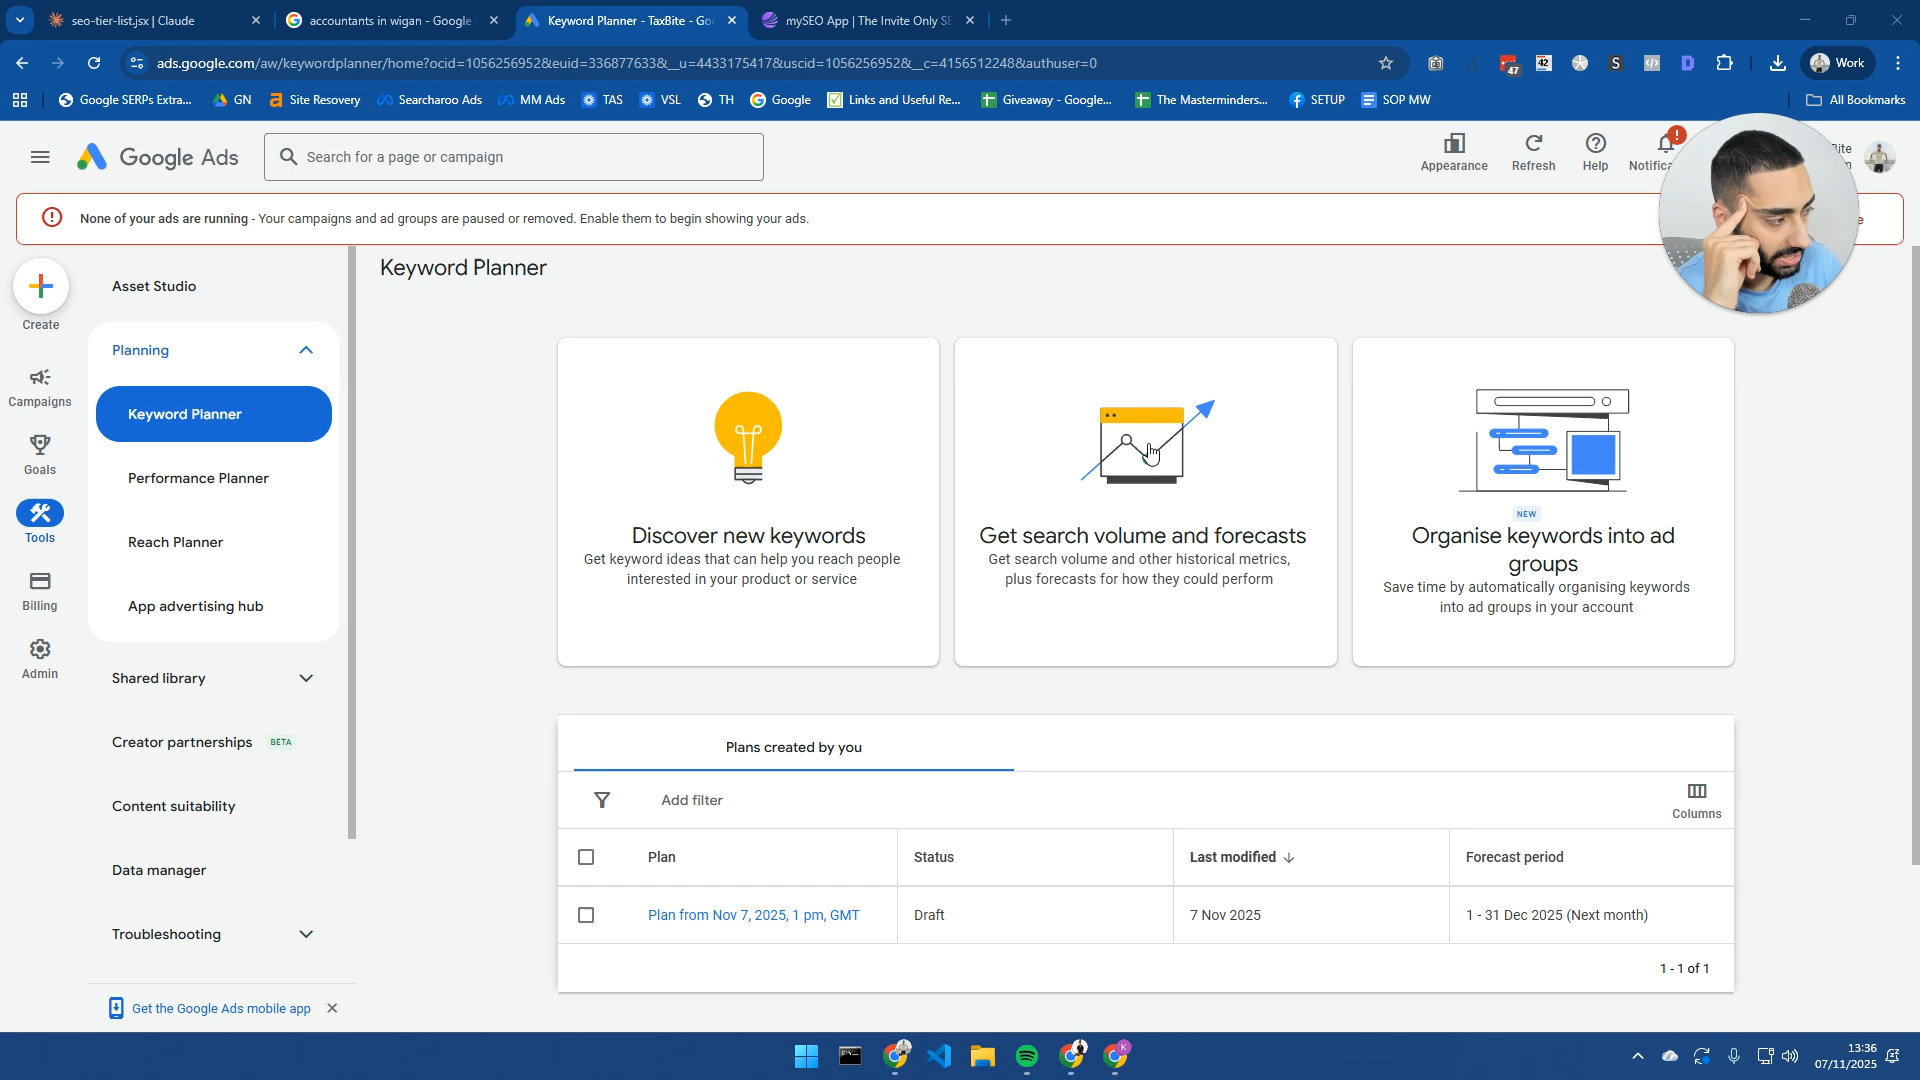 seo-tier-list.jsx | Claude
accountants in wigan - Google
Keyword Planner - TaxBite - Go
mySEO App | The Invite Only SE
ads.google.com/aw/keywordplanner/home?ocid=1056256952&euid=336877633&__u=4433175417&uscid=1056256952&__c=4156512248&authuser=0
47
42
S
D
Work
Google SERPs Extra...
GN
Site Recovery
Searcharoo Ads
MM Ads
TAS
VSL
TH
Google
Links and Useful Re...
Giveaway - Google...
The Masterminders...
SETUP
SOP MW
All Bookmarks
Google Ads
Search for a page or campaign
Appearance
Refresh
Help
Notifica
None of your ads are running - Your campaigns and ad groups are paused or removed. Enable them to begin showing your ads.
Create
Campaigns
Goals
Tools
Billing
Admin
Asset Studio
Planning
Keyword Planner
Performance Planner
Reach Planner
App advertising hub
Shared library
Creator partnerships BETA
Content suitability
Data manager
Troubleshooting
Get the Google Ads mobile app
Keyword Planner
Discover new keywords
Get keyword ideas that can help you reach people
interested in your product or service
Get search volume and forecasts
Get search volume and other historical metrics,
plus forecasts for how they could perform
NEW
Organise keywords into ad
groups
Save time by automatically organising keywords
into ad groups in your account
Plans created by you
Add filter
Columns
Plan
Status
Last modified
Forecast period
Plan from Nov 7, 2025, 1 pm, GMT
Draft
7 Nov 2025
1 - 31 Dec 2025 (Next month)
1 - 1 of 1
K
13:36
07/11/2025